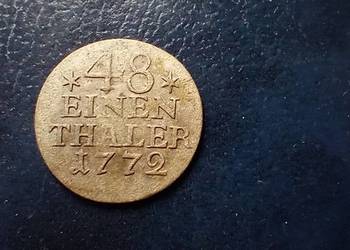 *48*
EINEN
THALER
1772